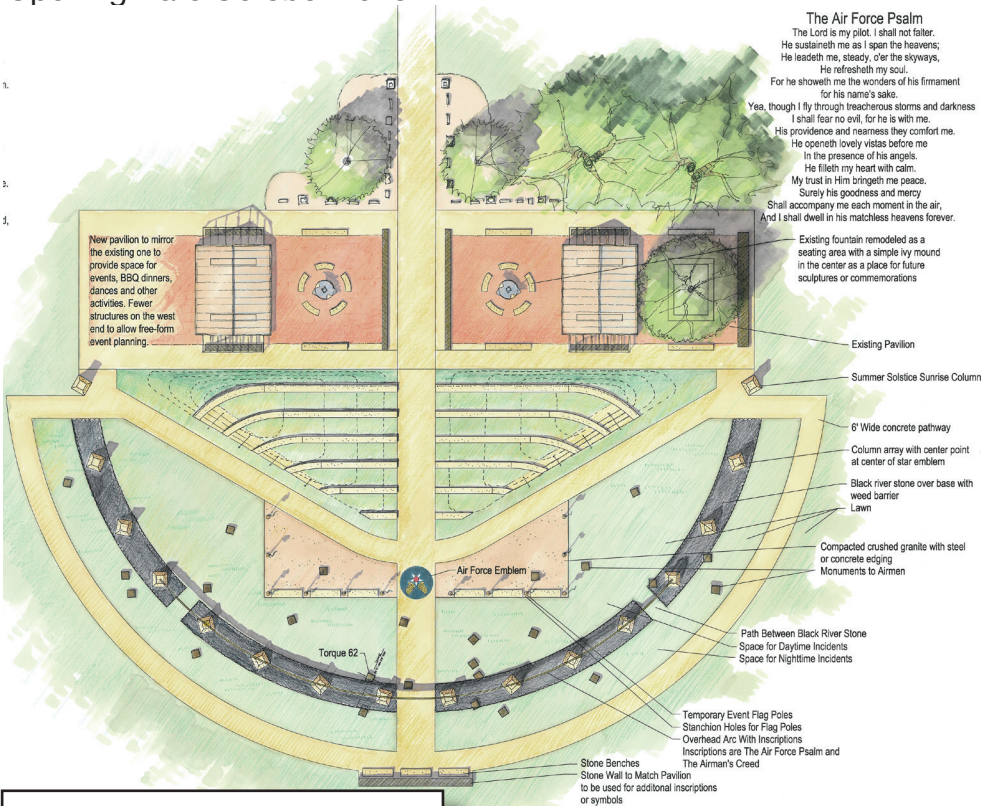 The Air Force Psalm
The Lord is my pilot. I shall not falter.
He sustaineth me as I span the heavens;
He leadeth me, steady, o'er the skyways,
He refresheth my soul.
For he showeth me the wonders of his firmament
for his name's sake.
Yea, though I fly through treacherous storms and darkness
I shall fear no evil, for he is with me.
His providence and nearness they comfort me.
He openeth lovely vistas before me
In the presence of his angels.
He filleth my heart with calm.
My trust in Him bringeth me peace.
Surely his goodness and mercy
Shall accompany me each moment in the air,
And I shall dwell in his matchless heavens forever.
n.
e.
d,
New pavilion to mirror
the existing one to
provide space for
events, BBQ dinners,
dances and other
activities. Fewer
structures on the west
end to allow free-form
event planning.
Existing fountain remodeled as a
seating area with a simple ivy mound
in the center as a place for future
sculptures or commemorations
Existing Pavilion
Summer Solstice Sunrise Column
6' Wide concrete pathway
Column array with center point
at center of star emblem
Black river stone over base with
weed barrier
Lawn
Compacted crushed granite with steel
or concrete edging
Monuments to Airmen
Air Force Emblem
Path Between Black River Stone
Space for Daytime Incidents
Space for Nighttime Incidents
Torque 62
Temporary Event Flag Poles
Stanchion Holes for Flag Poles
Overhead Arc With Inscriptions
Inscriptions are The Air Force Psalm and
The Airman's Creed
Stone Benches
Stone Wall to Match Pavilion
to be used for additonal inscriptions
or symbols